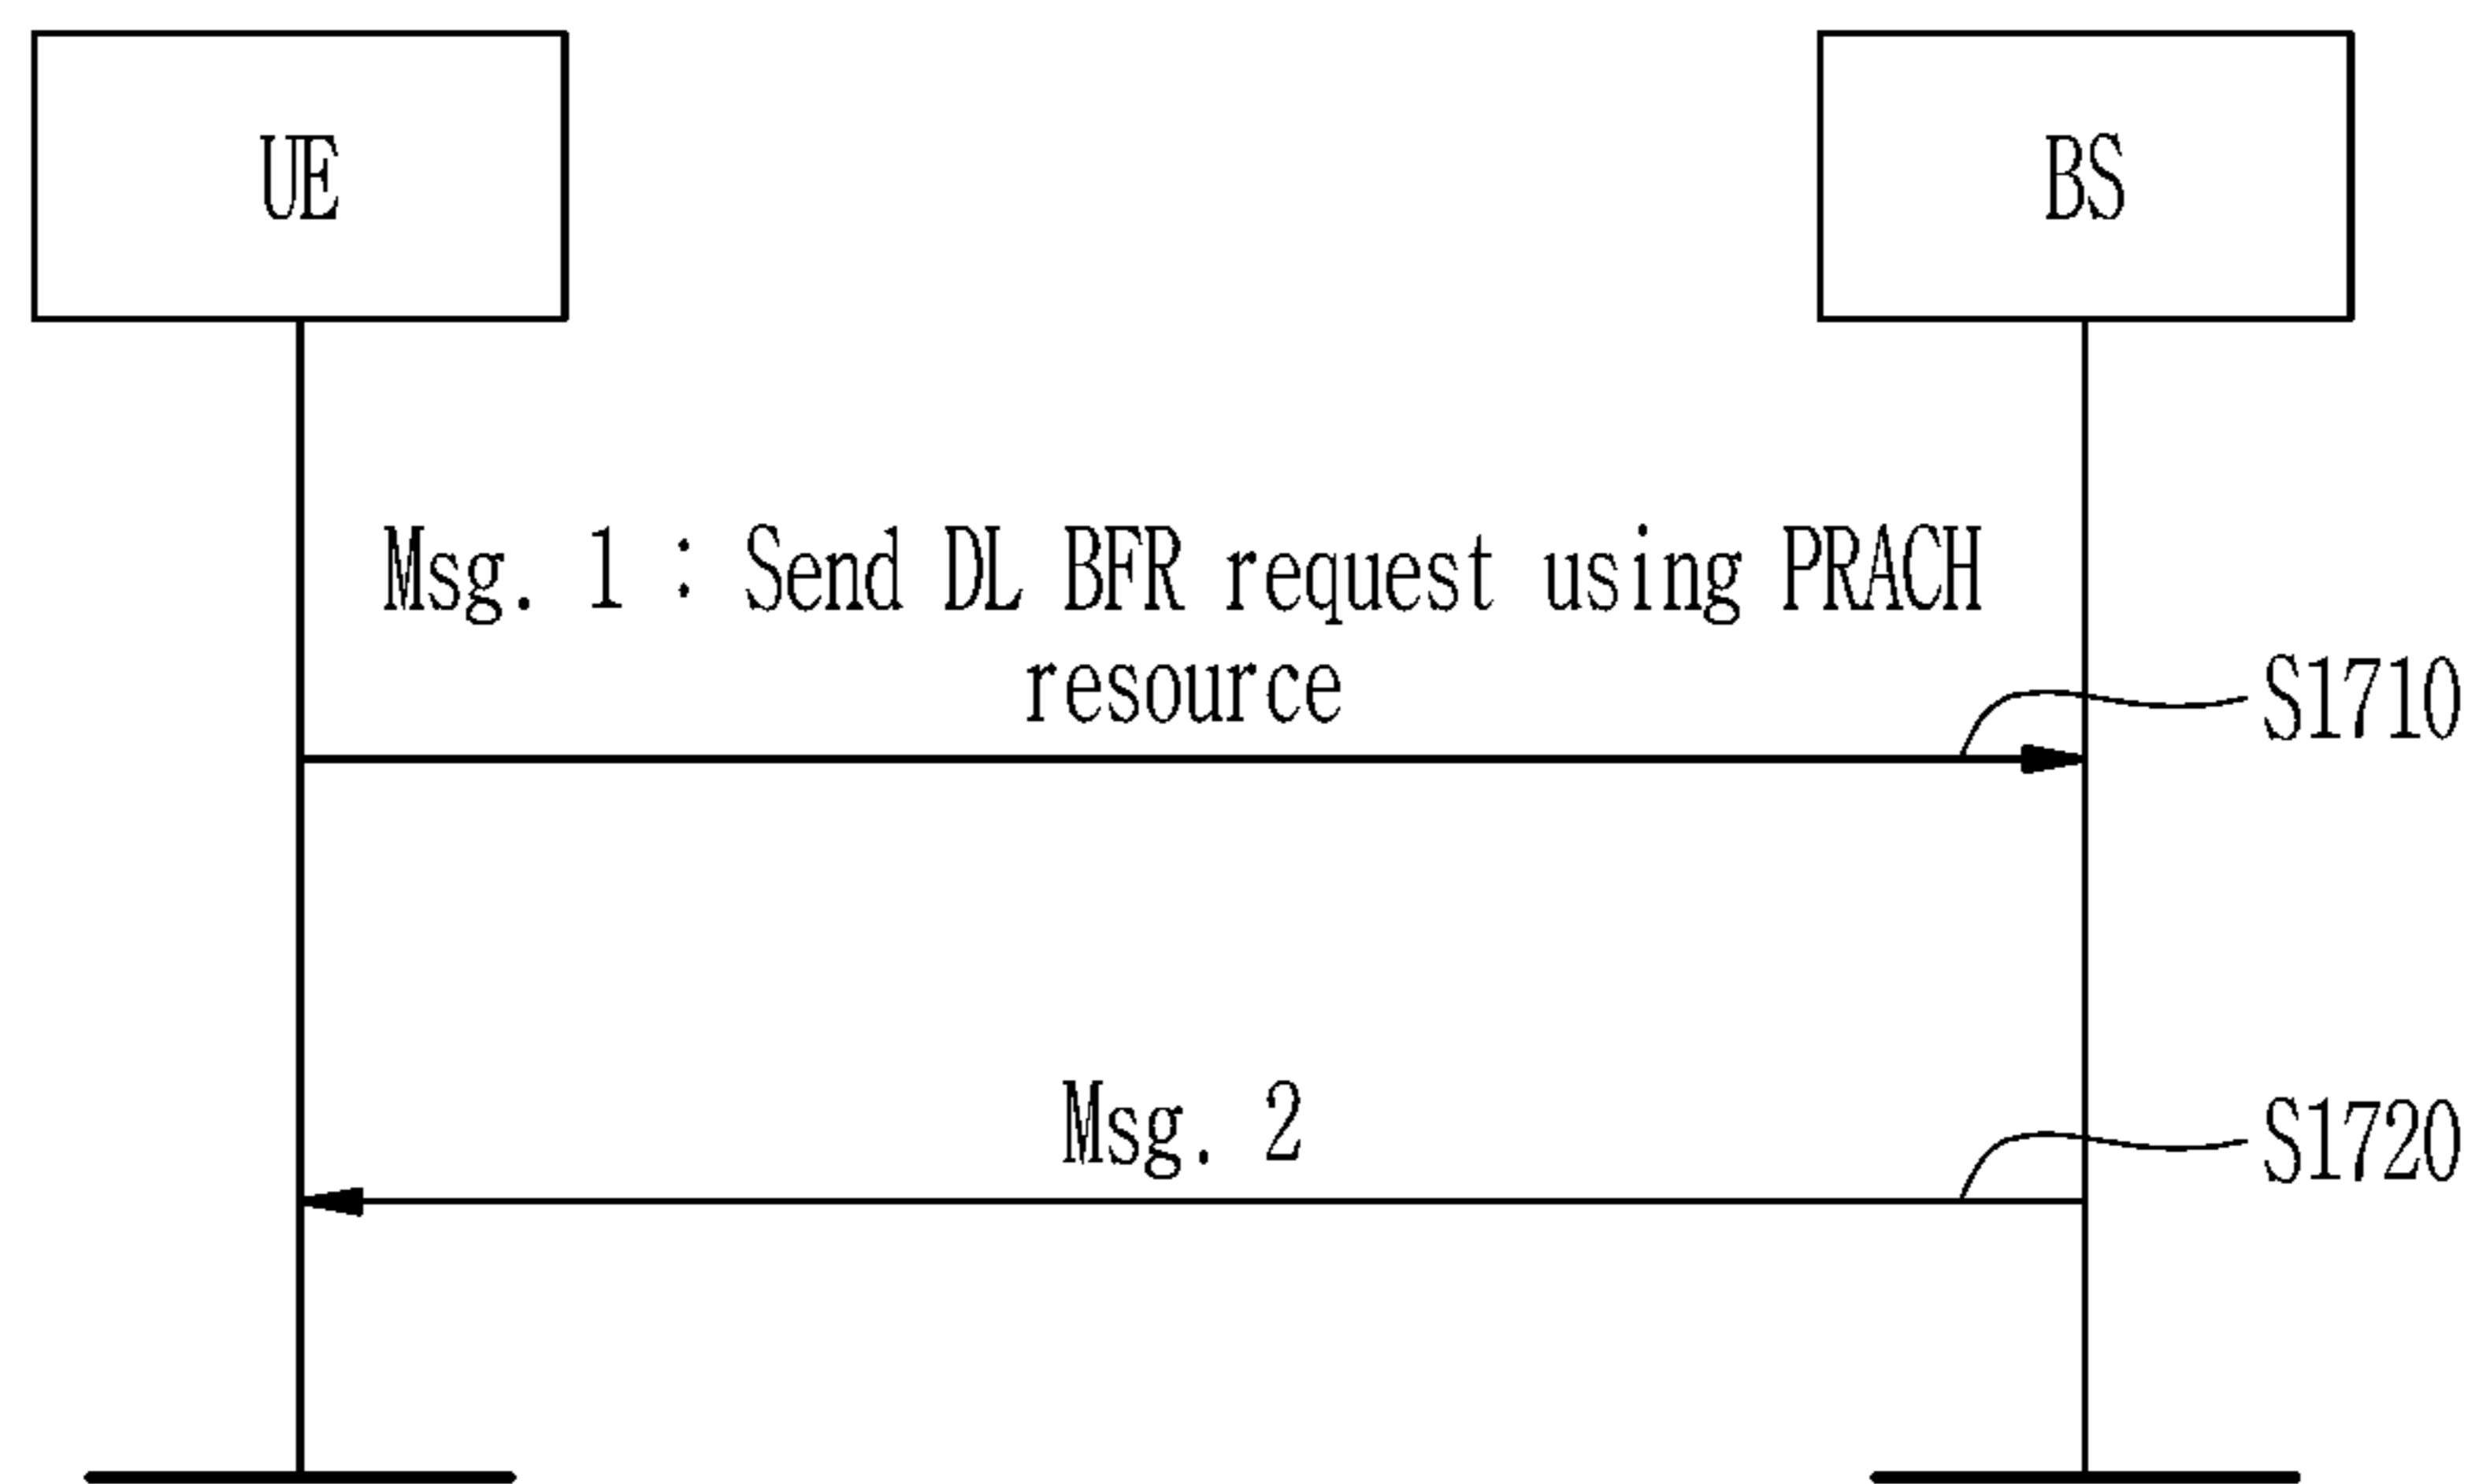 UE
BS
Msg. 1 : Send DL BFR request using PRACH
resource
S1710
Msg. 2
S1720